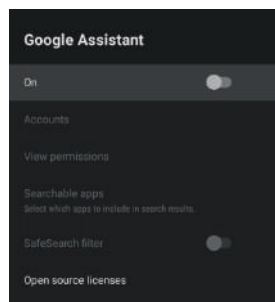 Google Assistant
On
Accounts
View permissions
Searchable apps
Select which apps to include in search results.
SafeSearch filter
Open source licenses